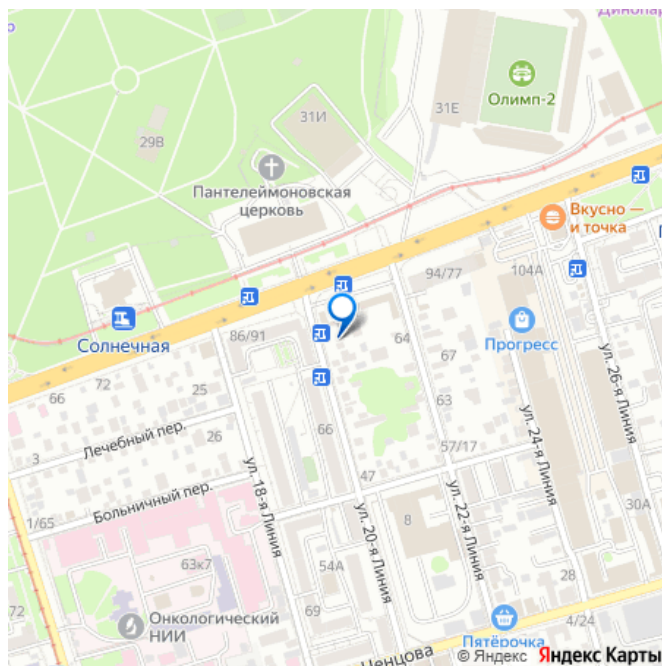 Динопар
о
31И
31Е
Олимп-2
29В
Пантелеймоновская
церковь
Вкусно —
и точка
94/77
104А
Солнечная
86/91
64
Прогресс
67
66
72
25
63
ул. 26-я Линия
Лечебный пер.
3
26
66
57/17
ул. 24-я Линия
Больничный пер.
47
ул. 18-я Линия
ул. 22-я Линия
1/65
8
30А
ул. 20-я Линия
63к7
54А
28
72
Онкологический
НИИ
69
4/24
Пятёрочка
Ченцова
© Яндекс Яндекс Карты